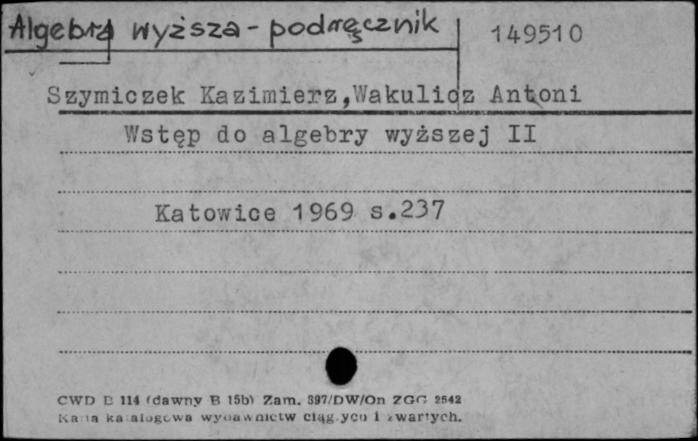 Algebra wyższa - podręcznik 149510
Szymiczek Kazimierz,Wakulicz Antoni
Wstęp do algebry wyższej II
Katowice 1969 s.237
CWD B 114 (dawny B 15b) Zam. 397/DW/On ZGG 2542
Karta katalogowa wydawnictw ciągłych i zwartych.